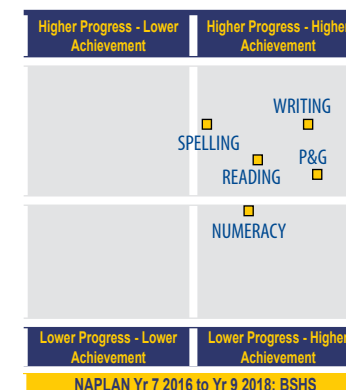 Higher Progress - Lower
Achievement
Higher Progress - Higher
Achievement
WRITING
SPELLING
P&G
READING
NUMERACY
Lower Progress - Lower
Achievement
Lower Progress - Higher
Achievement
NAPLAN Yr 7 2016 to Yr 9 2018: BSHS